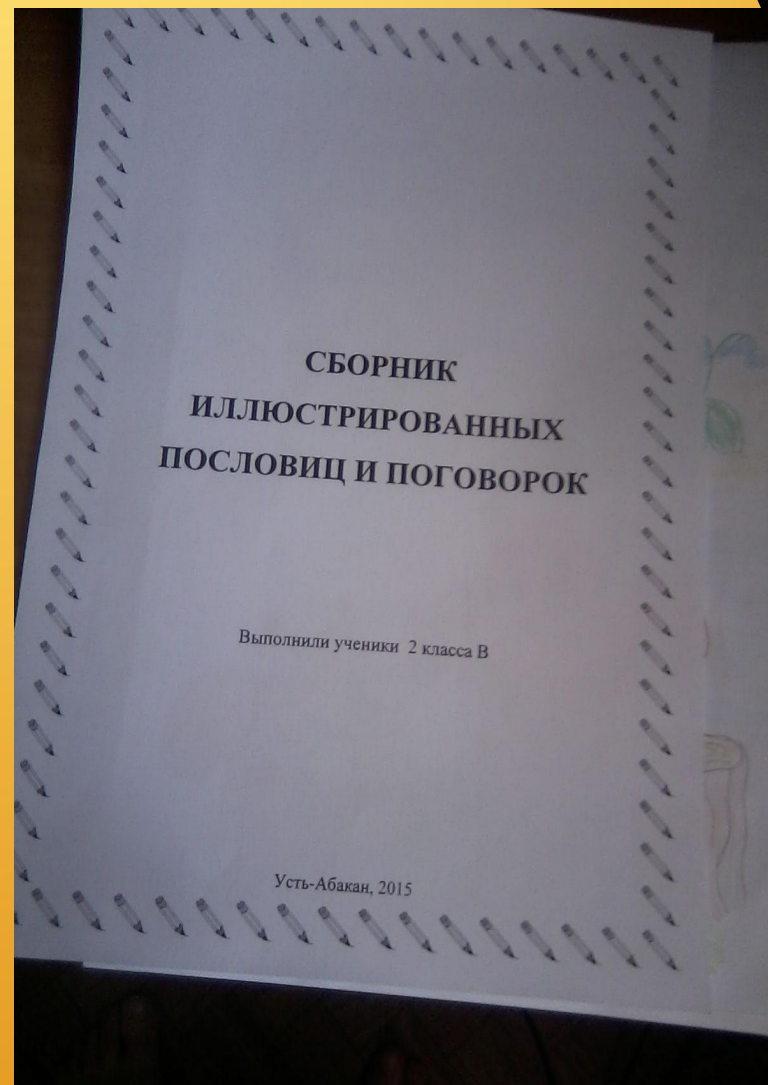 СБОРНИК
ИЛЛЮСТРИРОВАННЫХ
ПОСЛОВИЦ И ПОГОВОРОК
Выполнили ученики 2 класса В
Усть-Абакан, 2015